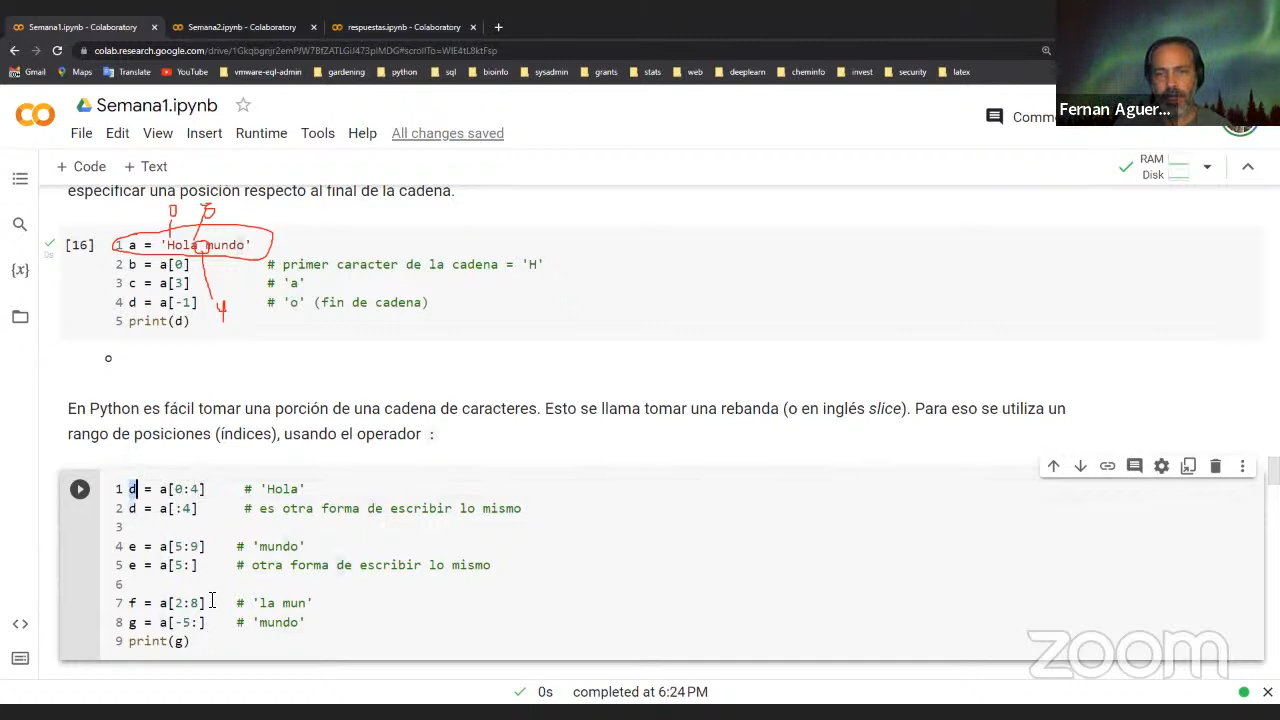 Semana1.ipynb - Colaboratory
Semana2.ipynb - Colaboratory
respuestas.ipynb - Colaboratory
Gmail
Maps
Translate
YouTube
vmware-eql-admin
gardening
python
sql
bioinfo
sysadmin
grants
stats
web
deeplearn
cheminfo
invest
security
latex
Fernan Aguer...
Semana1.ipynb
File Edit View Insert Runtime Tools Help All changes saved
+ Code + Text
RAM
Disk
especificar una posición respecto al final de la cadena.
0
[16] 1 a = 'Hola mundo'
2 b = a[0] # primer caracter de la cadena = 'H'
3 c = a[3] # 'a'
4 d = a[-1] # 'o' (fin de cadena)
5 print(d)
4
o
En Python es fácil tomar una porción de una cadena de caracteres. Esto se llama tomar una rebanda (o en inglés slice). Para eso se utiliza un
rango de posiciones (índices), usando el operador :
1 d = a[0:4] # 'Hola'
2 d = a[:4] # es otra forma de escribir lo mismo
3
4 e = a[5:9] # 'mundo'
5 e = a[5:] # otra forma de escribir lo mismo
6
7 f = a[2:8] # 'la mun'
8 g = a[-5:] # 'mundo'
9 print(g)
zoom
0s completed at 6:24 PM